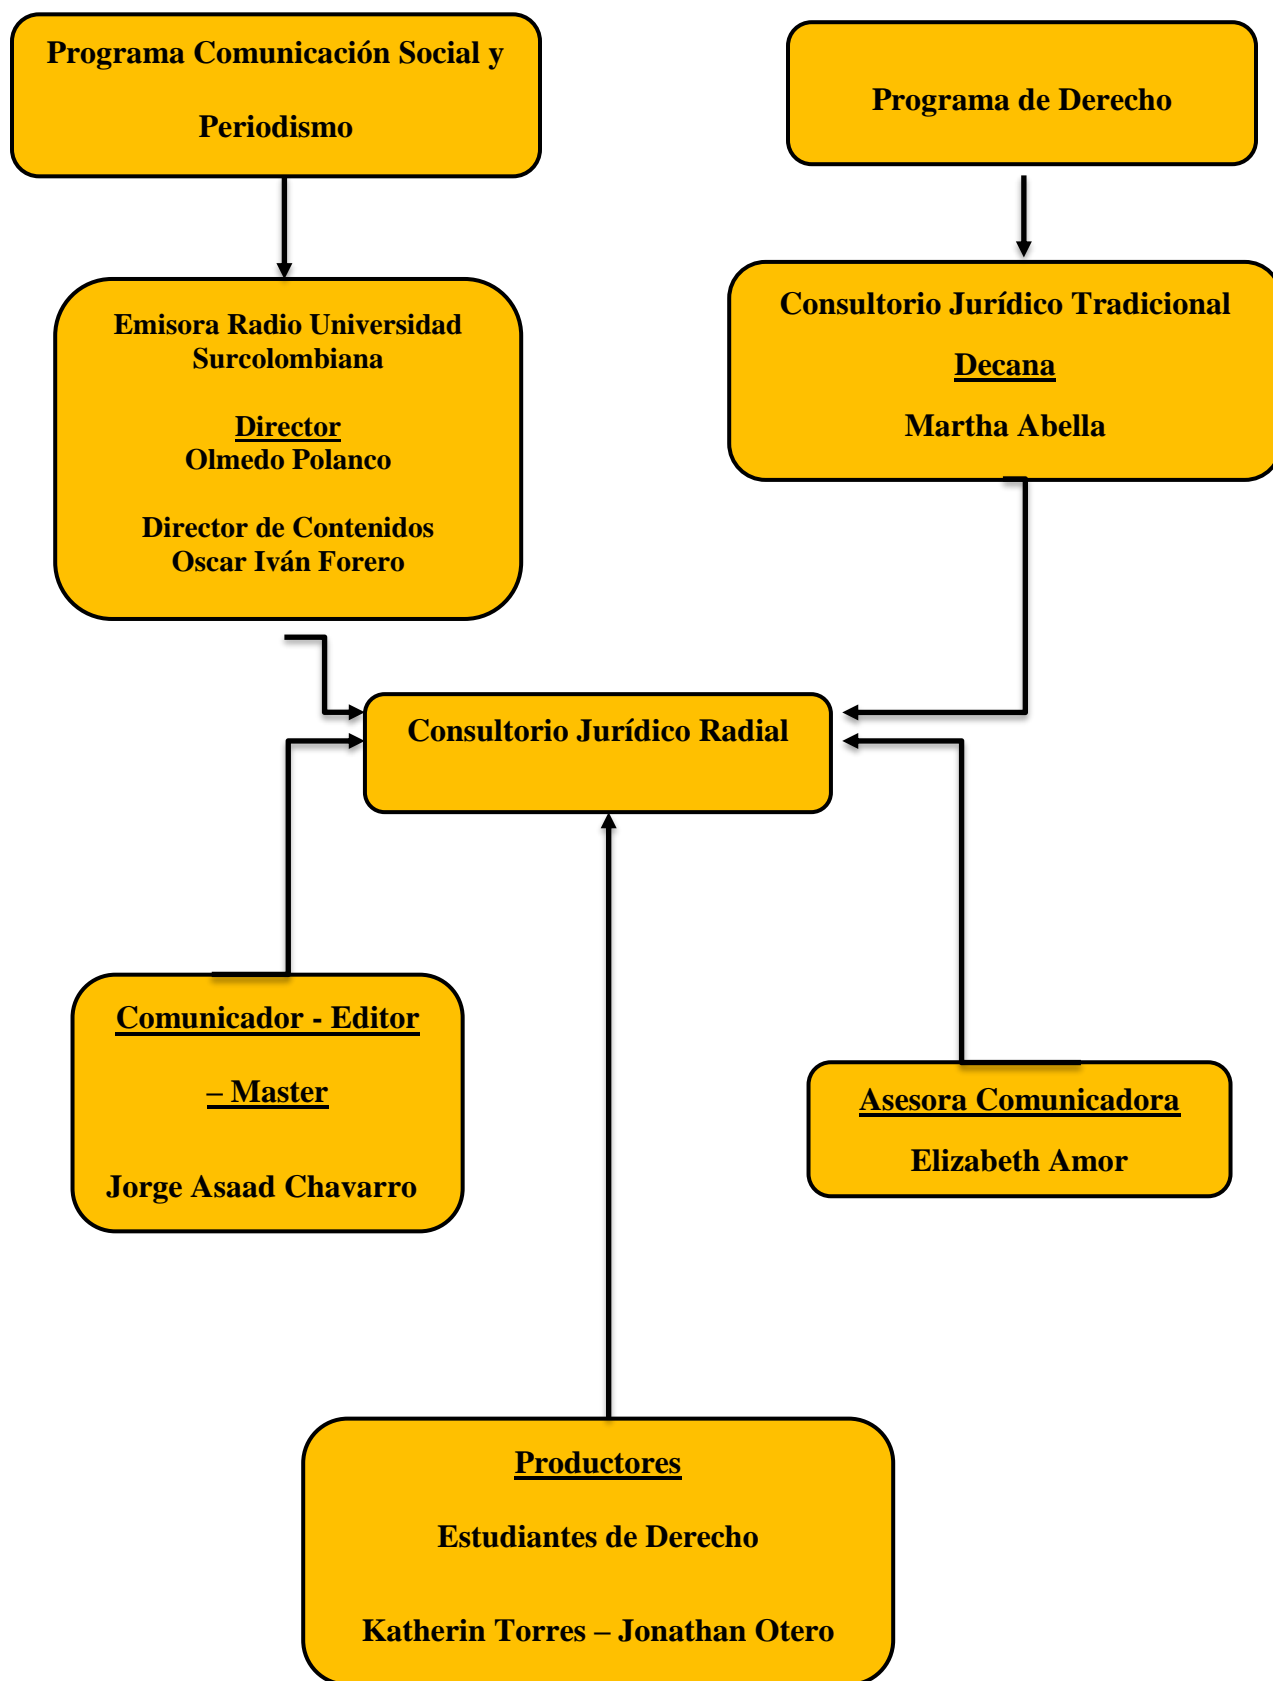 Programa Comunicación Social y
Periodismo
Programa de Derecho
Emisora Radio Universidad
Surcolombiana
Director
Olmedo Polanco
Director de Contenidos
Oscar Iván Forero
Consultorio Jurídico Tradicional
Decana
Martha Abella
Consultorio Jurídico Radial
Comunicador - Editor
– Master
Jorge Asaad Chavarro
Asesora Comunicadora
Elizabeth Amor
Productores
Estudiantes de Derecho
Katherin Torres – Jonathan Otero